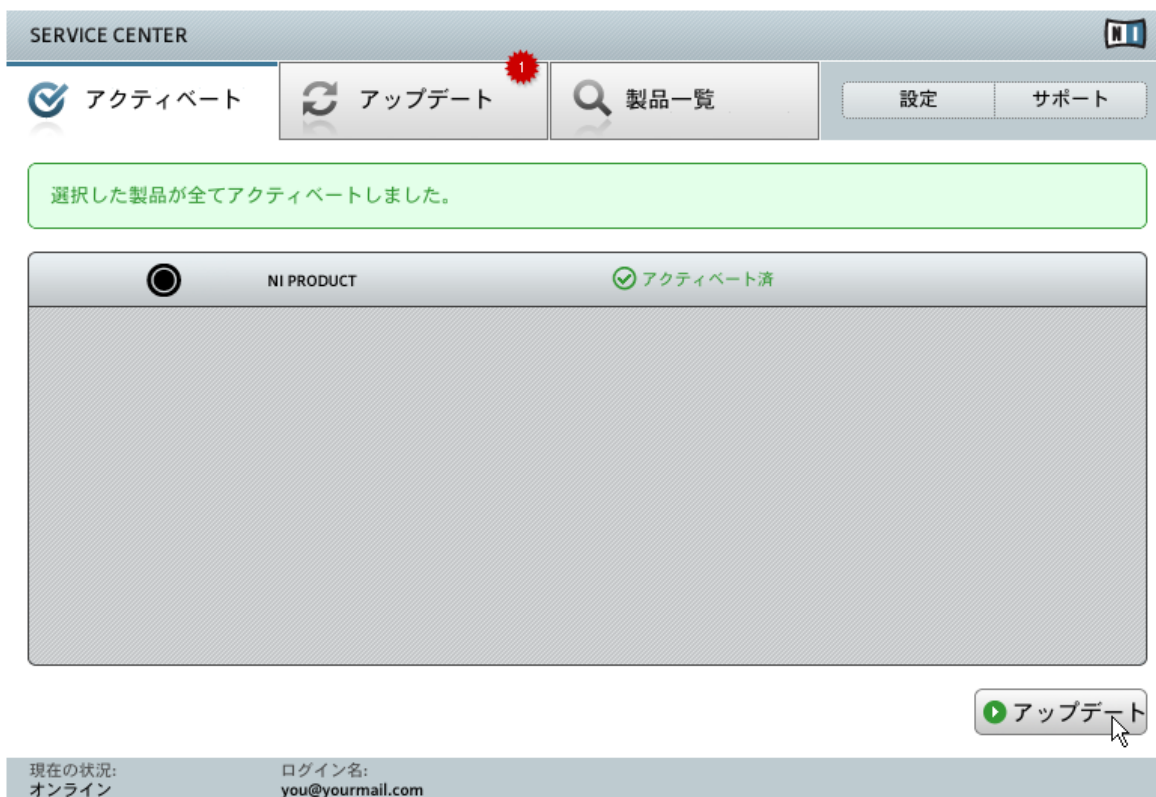 SERVICE CENTER
NI
アクティベート
アップデート
1
製品一覧
設定
サポート
選択した製品が全てアクティベートしました。
NI PRODUCT
アクティベート済
アップデート
現在の状況:
ログイン名:
オンライン
you@yourmail.com